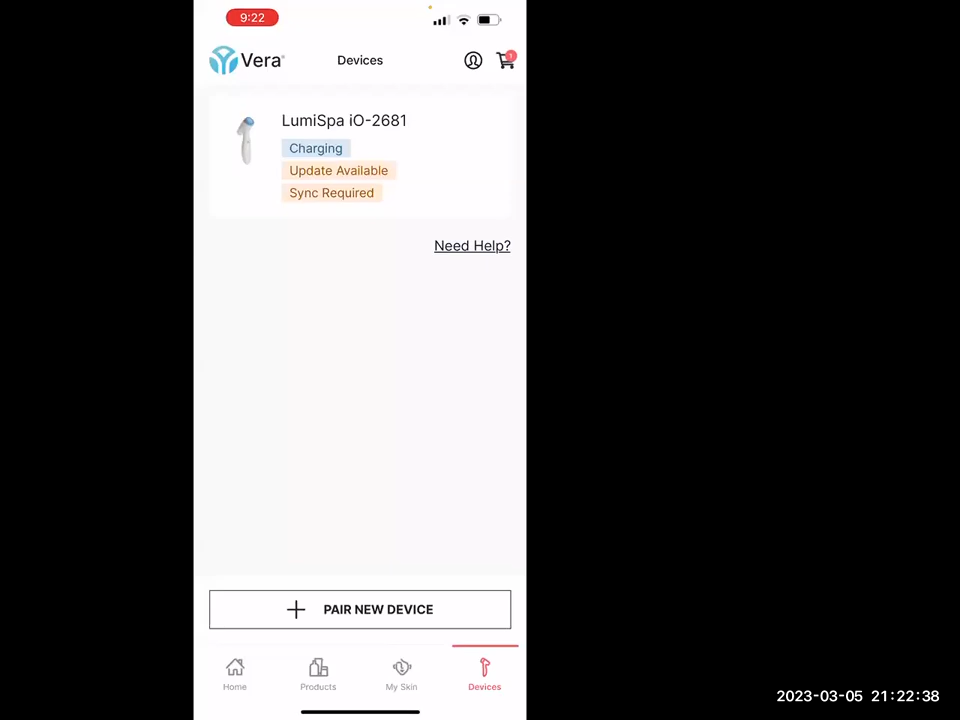 9:22
Vera®
Devices
1
LumiSpa iO-2681
Charging
Update Available
Sync Required
Need Help?
PAIR NEW DEVICE
Home
Products
My Skin
Devices
2023-03-05 21:22:38